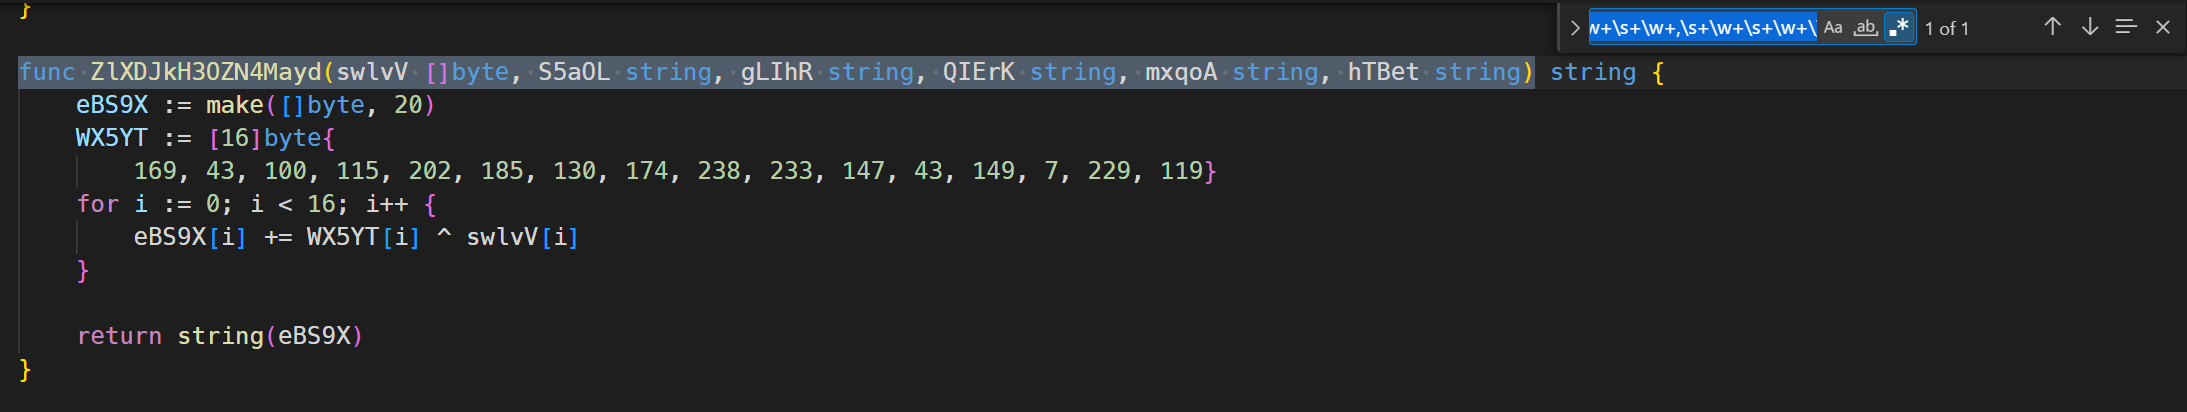 }
w+\s+\w+,\s+\w+\s+\w+\
Aa ab .* 1 of 1
func ZlXDJkH3OZN4Mayd(swlvV []byte, S5aOL string, gLIhR string, QIErK string, mxqoA string, hTBet string) string {
eBS9X := make([]byte, 20)
WX5YT := [16]byte{
169, 43, 100, 115, 202, 185, 130, 174, 238, 233, 147, 43, 149, 7, 229, 119}
for i := 0; i < 16; i++ {
eBS9X[i] += WX5YT[i] ^ swlvV[i]
}
return string(eBS9X)
}